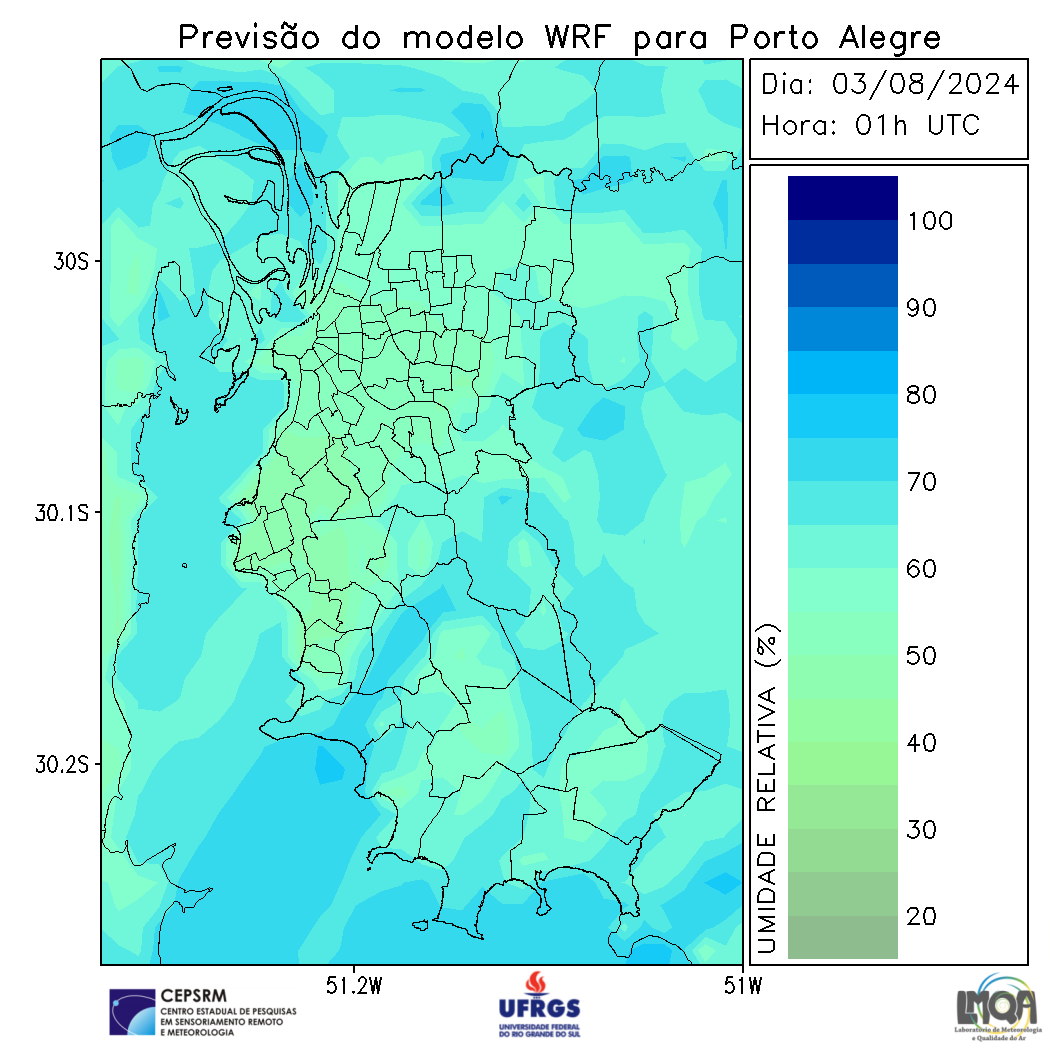 Previsão do modelo WRF para Porto Alegre
Dia: 03/08/2024
Hora: 01h UTC
30S
30.1S
30.2S
51.2W
51W
100
90
80
70
60
50
40
30
20
UMIDADE RELATIVA (%)
CEPSRM
CENTRO ESTADUAL DE PESQUISAS
EM SENSORIAMENTO REMOTO
E METEOROLOGIA
UFRGS
UNIVERSIDADE FEDERAL
DO RIO GRANDE DO SUL
LMQA
Laboratório de Meteorologia
e Qualidade do Ar